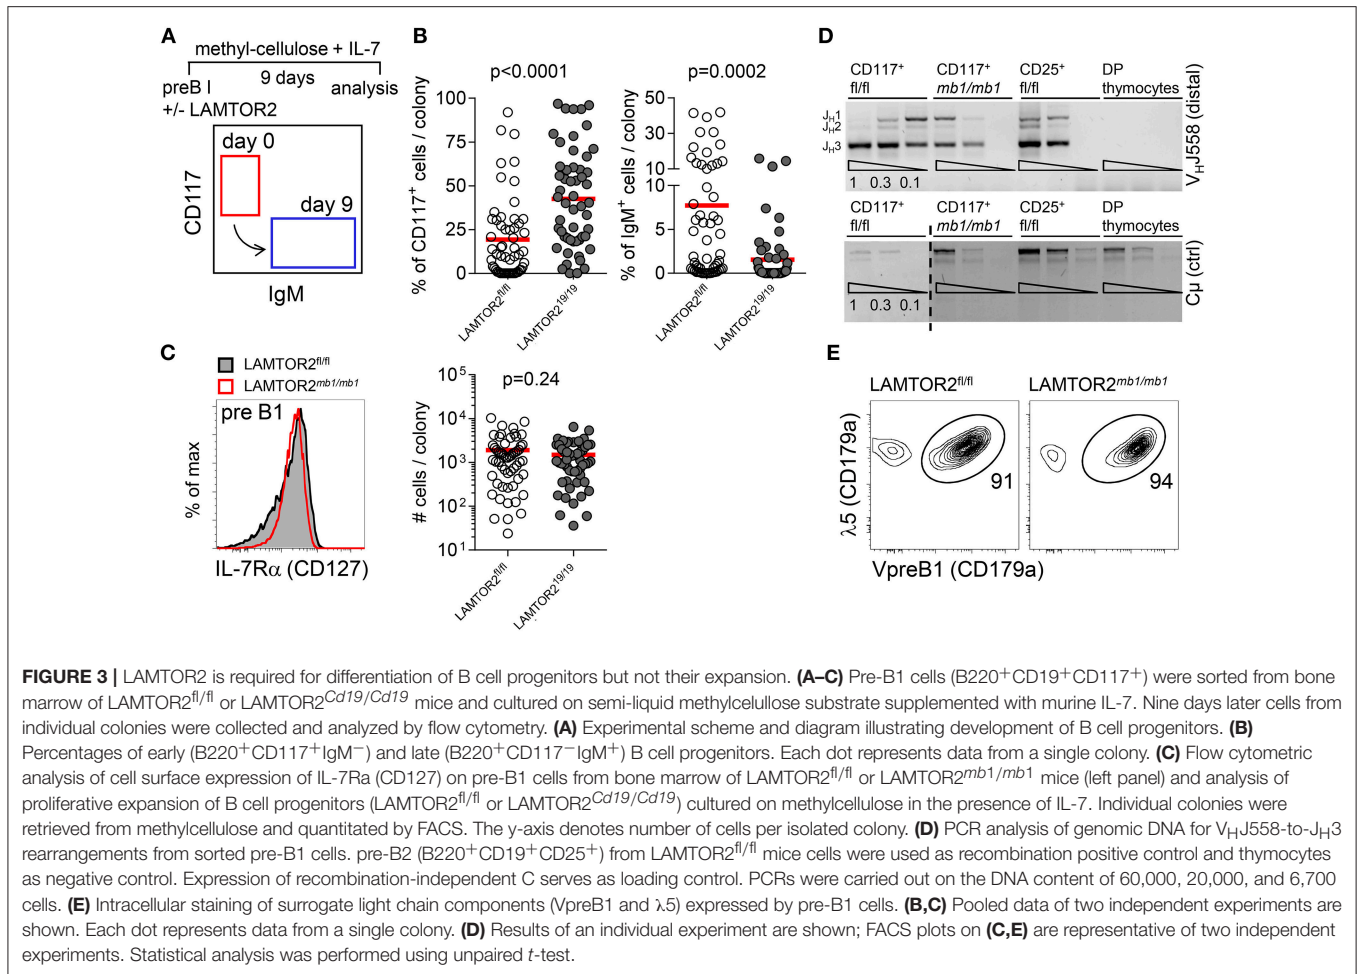 A
methyl-cellulose + IL-7
9 days
preB I
+/- LAMTOR2
analysis
day 0
day 9
CD117
IgM
B
p<0.0001
% of CD117+ cells / colony
100
75
50
25
0
LAMTOR2fl/fl
LAMTOR219/19
p=0.0002
% of IgM+ cells / colony
50
30
10
10
5
0
LAMTOR2fl/fl
LAMTOR219/19
D
CD117+ fl/fl
CD117+ mb1/mb1
CD25+ fl/fl
DP thymocytes
JH1
JH2
JH3
1 0.3 0.1
VHJ558 (distal)
CD117+ fl/fl
CD117+ mb1/mb1
CD25+ fl/fl
DP thymocytes
1 0.3 0.1
Cµ (ctrl)
C
LAMTOR2fl/fl
LAMTOR2mb1/mb1
pre B1
% of max
IL-7Rα (CD127)
p=0.24
# cells / colony
10^5
10^4
10^3
10^2
10^1
LAMTOR2fl/fl
LAMTOR219/19
E
LAMTOR2fl/fl
LAMTOR2mb1/mb1
91
94
λ5 (CD179a)
VpreB1 (CD179a)
FIGURE 3 | LAMTOR2 is required for differentiation of B cell progenitors but not their expansion. (A–C) Pre-B1 cells (B220+CD19+CD117+) were sorted from bone
marrow of LAMTOR2fl/fl or LAMTOR2Cd19/Cd19 mice and cultured on semi-liquid methylcelullose substrate supplemented with murine IL-7. Nine days later cells from
individual colonies were collected and analyzed by flow cytometry. (A) Experimental scheme and diagram illustrating development of B cell progenitors. (B)
Percentages of early (B220+CD117+IgM−) and late (B220+CD117−IgM+) B cell progenitors. Each dot represents data from a single colony. (C) Flow cytometric
analysis of cell surface expression of IL-7Ra (CD127) on pre-B1 cells from bone marrow of LAMTOR2fl/fl or LAMTOR2mb1/mb1 mice (left panel) and analysis of
proliferative expansion of B cell progenitors (LAMTOR2fl/fl or LAMTOR2Cd19/Cd19) cultured on methylcellulose in the presence of IL-7. Individual colonies were
retrieved from methylcellulose and quantitated by FACS. The y-axis denotes number of cells per isolated colony. (D) PCR analysis of genomic DNA for VHJ558-to-JH3
rearrangements from sorted pre-B1 cells. pre-B2 (B220+CD19+CD25+) from LAMTOR2fl/fl mice cells were used as recombination positive control and thymocytes
as negative control. Expression of recombination-independent C serves as loading control. PCRs were carried out on the DNA content of 60,000, 20,000, and 6,700
cells. (E) Intracellular staining of surrogate light chain components (VpreB1 and λ5) expressed by pre-B1 cells. (B,C) Pooled data of two independent experiments are
shown. Each dot represents data from a single colony. (D) Results of an individual experiment are shown; FACS plots on (C,E) are representative of two independent
experiments. Statistical analysis was performed using unpaired t-test.